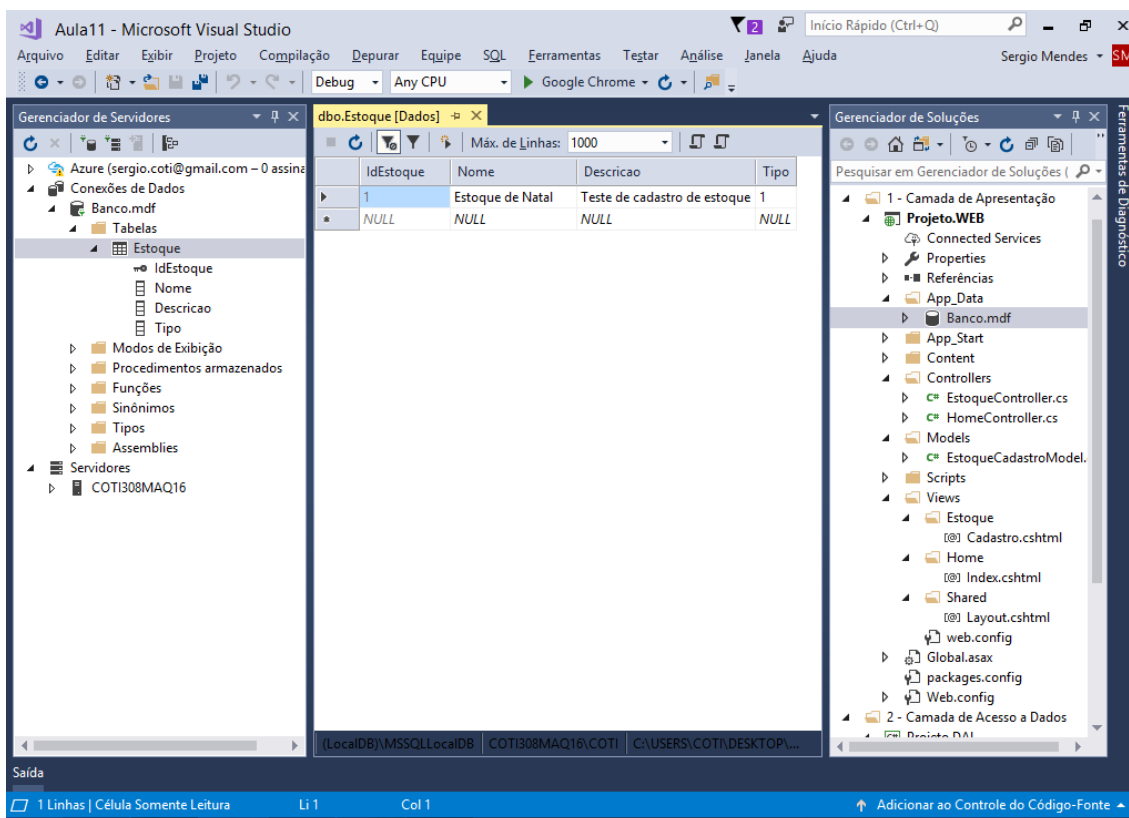 Aula11 - Microsoft Visual Studio
2
Início Rápido (Ctrl+Q)
Arquivo Editar Exibir Projeto Compilação Depurar Equipe SQL Ferramentas Testar Análise Janela Ajuda
Sergio Mendes SM
Debug Any CPU Google Chrome
Gerenciador de Servidores
Azure (sergio.coti@gmail.com – 0 assina
Conexões de Dados
Banco.mdf
Tabelas
Estoque
IdEstoque
Nome
Descricao
Tipo
Modos de Exibição
Procedimentos armazenados
Funções
Sinônimos
Tipos
Assemblies
Servidores
COTI308MAQ16
dbo.Estoque [Dados]
Máx. de Linhas: 1000
IdEstoque Nome Descricao Tipo
1 Estoque de Natal Teste de cadastro de estoque 1
NULL NULL NULL NULL
(LocalDB)\MSSQLLocalDB COTI308MAQ16\COTI C:\USERS\COTI\DESKTOP\...
Gerenciador de Soluções
Pesquisar em Gerenciador de Soluções (
1 - Camada de Apresentação
Projeto.WEB
Connected Services
Properties
Referências
App_Data
Banco.mdf
App_Start
Content
Controllers
C# EstoqueController.cs
C# HomeController.cs
Models
C# EstoqueCadastroModel.
Scripts
Views
Estoque
[@] Cadastro.cshtml
Home
[@] Index.cshtml
Shared
[@] Layout.cshtml
web.config
Global.asax
packages.config
Web.config
2 - Camada de Acesso a Dados
C# Projeto.DAL
Ferramentas de Diagnóstico
Saída
1 Linhas | Célula Somente Leitura Li 1 Col 1 Adicionar ao Controle do Código-Fonte